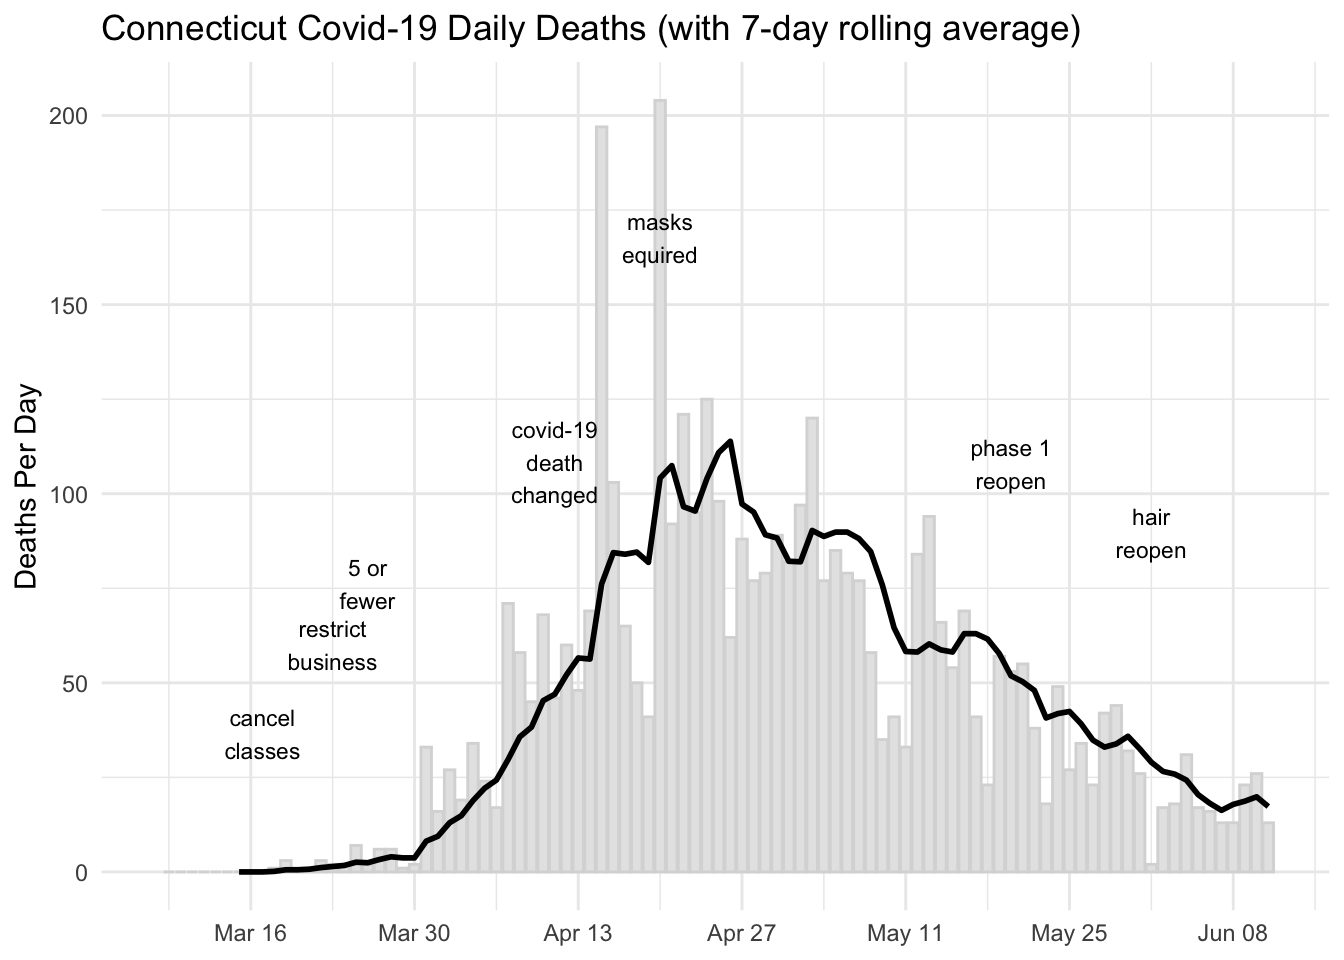 Connecticut Covid-19 Daily Deaths (with 7-day rolling average)
Deaths Per Day
200
150
100
50
0
masks
equired
covid-19
death
changed
phase 1
reopen
hair
reopen
5 or
fewer
restrict
business
cancel
classes
Mar 16
Mar 30
Apr 13
Apr 27
May 11
May 25
Jun 08